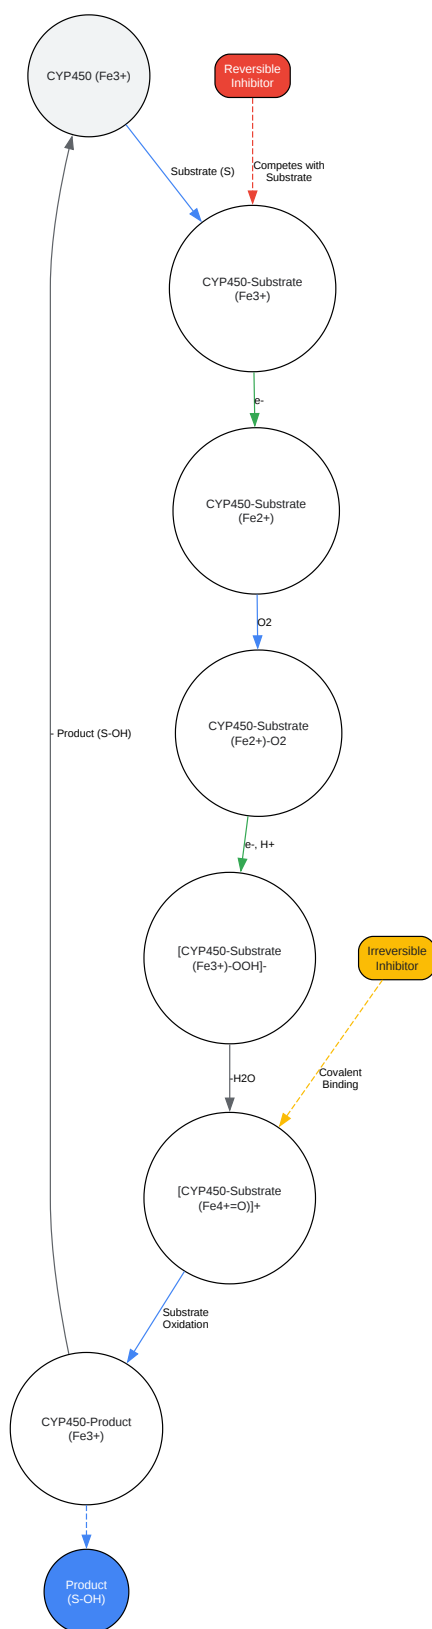 CYP450 (Fe3+)
Reversible
Inhibitor
Substrate (S)
Competes with
Substrate
CYP450-Substrate
(Fe3+)
e-
CYP450-Substrate
(Fe2+)
O2
- Product (S-OH)
CYP450-Substrate
(Fe2+)-O2
e-, H+
[CYP450-Substrate
(Fe3+)-OOH]-
Irreversible
Inhibitor
-H2O
Covalent
Binding
[CYP450-Substrate
(Fe4+=O)]+
Substrate
Oxidation
CYP450-Product
(Fe3+)
Product
(S-OH)